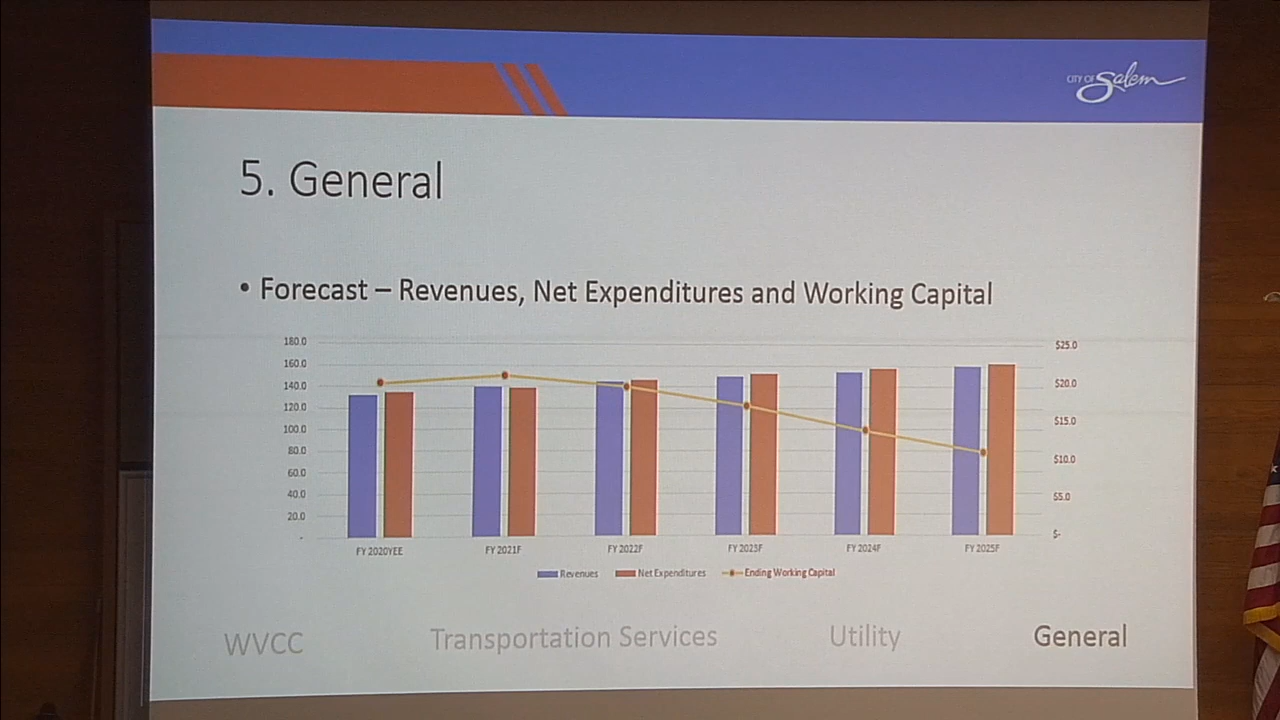 CITY OF Salem
5. General
• Forecast – Revenues, Net Expenditures and Working Capital
180.0
160.0
140.0
120.0
100.0
80.0
60.0
40.0
20.0
-
$25.0
$20.0
$15.0
$10.0
$5.0
$-
FY 2020YEE
FY 2021F
FY 2022F
FY 2023F
FY 2024F
FY 2025F
Revenues
Net Expenditures
Ending Working Capital
WVCC
Transportation Services
Utility
General